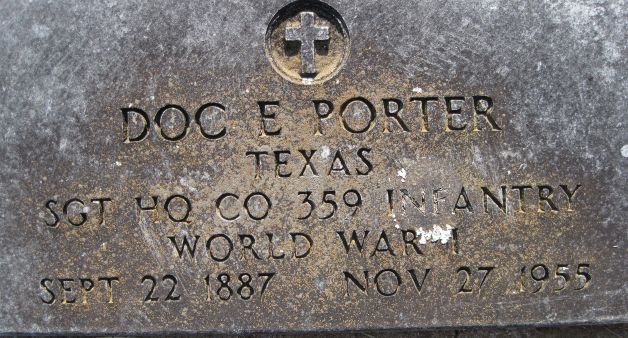 DOC E PORTER
TEXAS
SGT HQ CO 359 INFANTRY
WORLD WAR I
SEPT 22 1887 NOV 27 1955